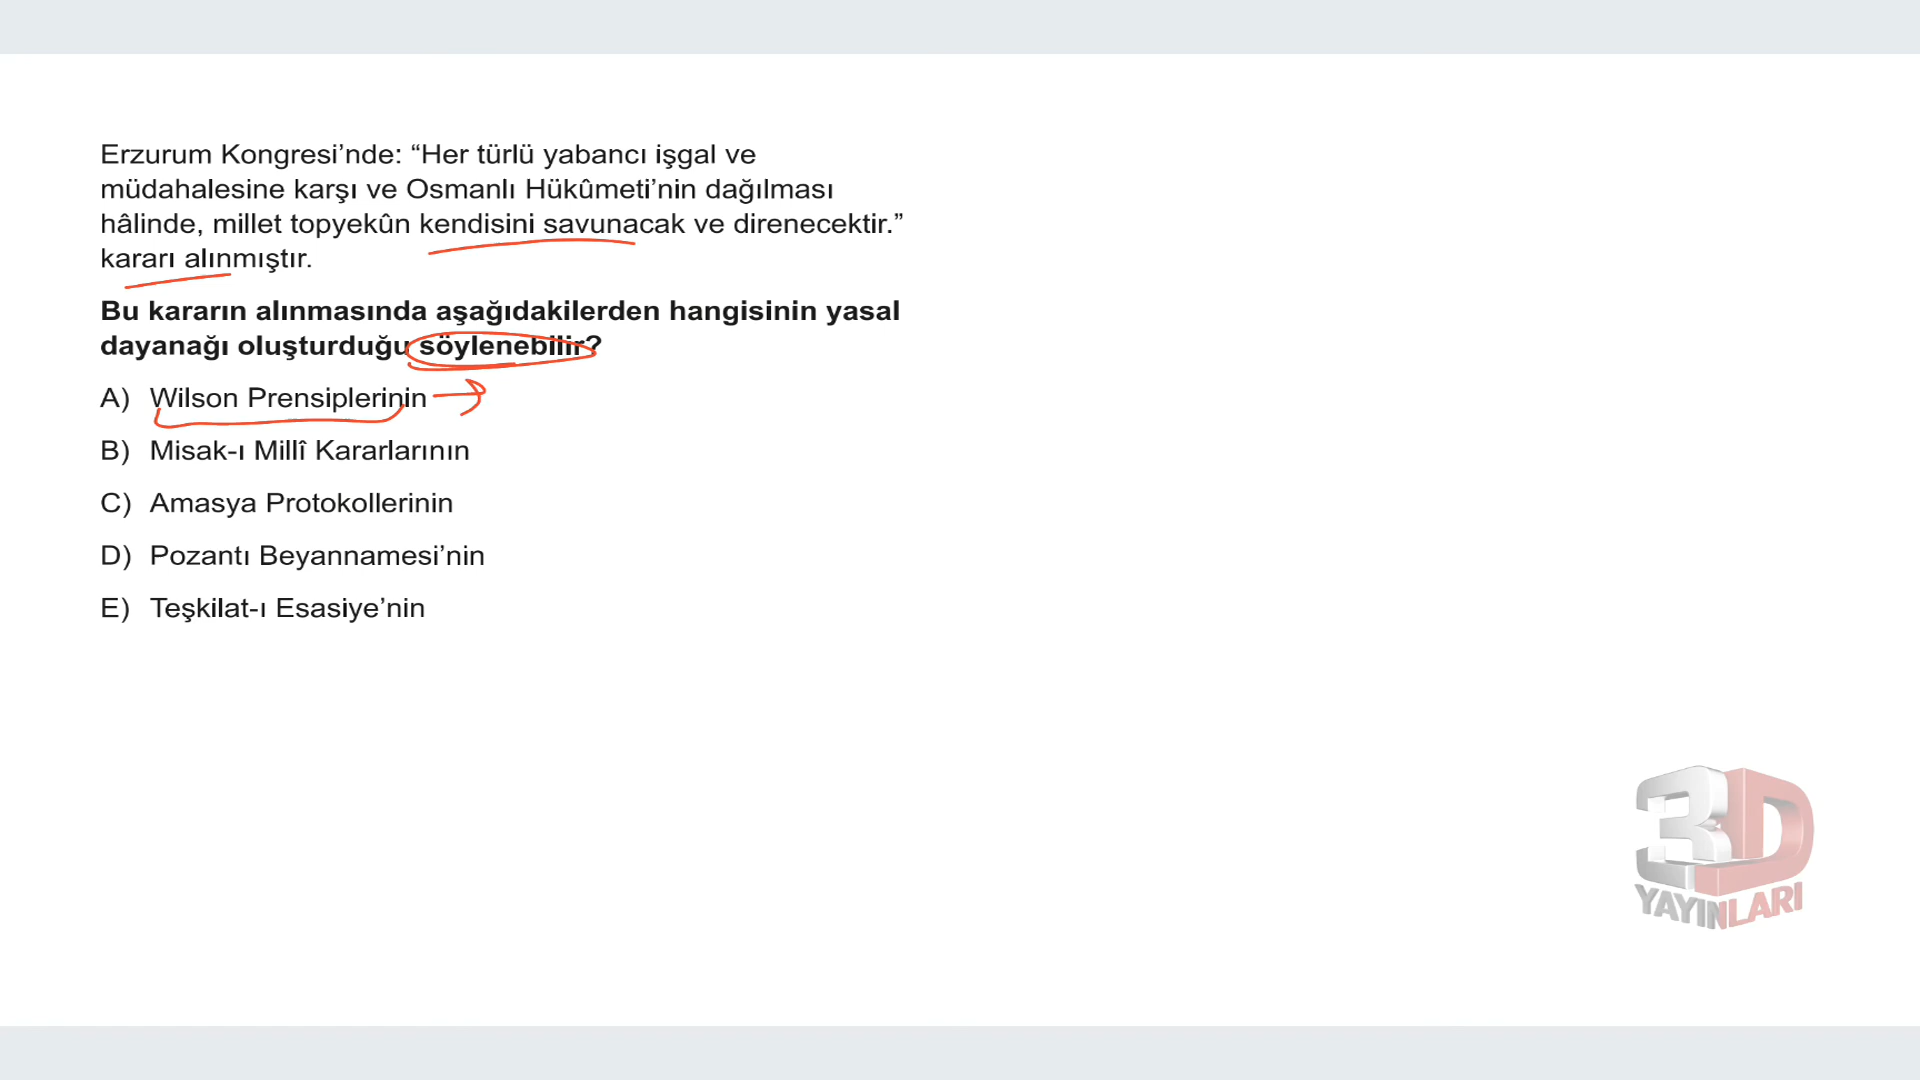 Erzurum Kongresi’nde: “Her türlü yabancı işgal ve
müdahalesine karşı ve Osmanlı Hükûmeti’nin dağılması
hâlinde, millet topyekûn kendisini savunacak ve direnecektir.”
kararı alınmıştır.
Bu kararın alınmasında aşağıdakilerden hangisinin yasal
dayanağı oluşturduğu söylenebilir?
A) Wilson Prensiplerinin
B) Misak-ı Millî Kararlarının
C) Amasya Protokollerinin
D) Pozantı Beyannamesi’nin
E) Teşkilat-ı Esasiye’nin
3D
YAYINLARI